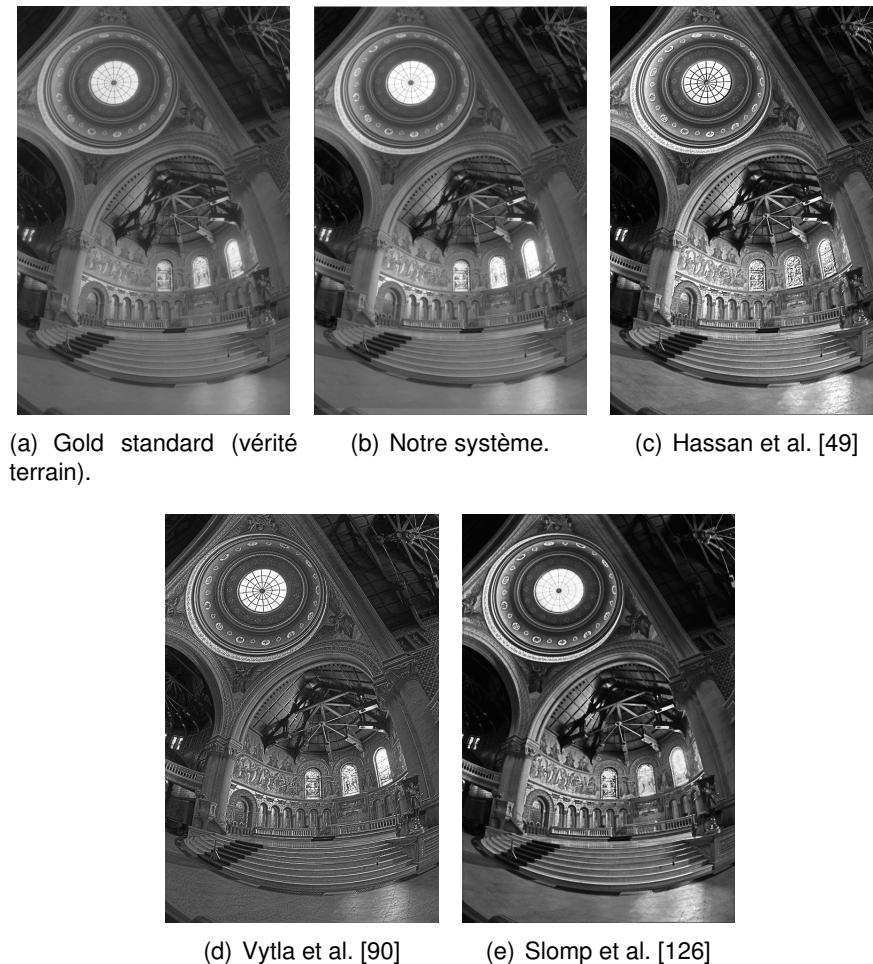 (a) Gold standard (vérité
terrain).
(b) Notre système.
(c) Hassan et al. [49]
(d) Vytla et al. [90]
(e) Slomp et al. [126]